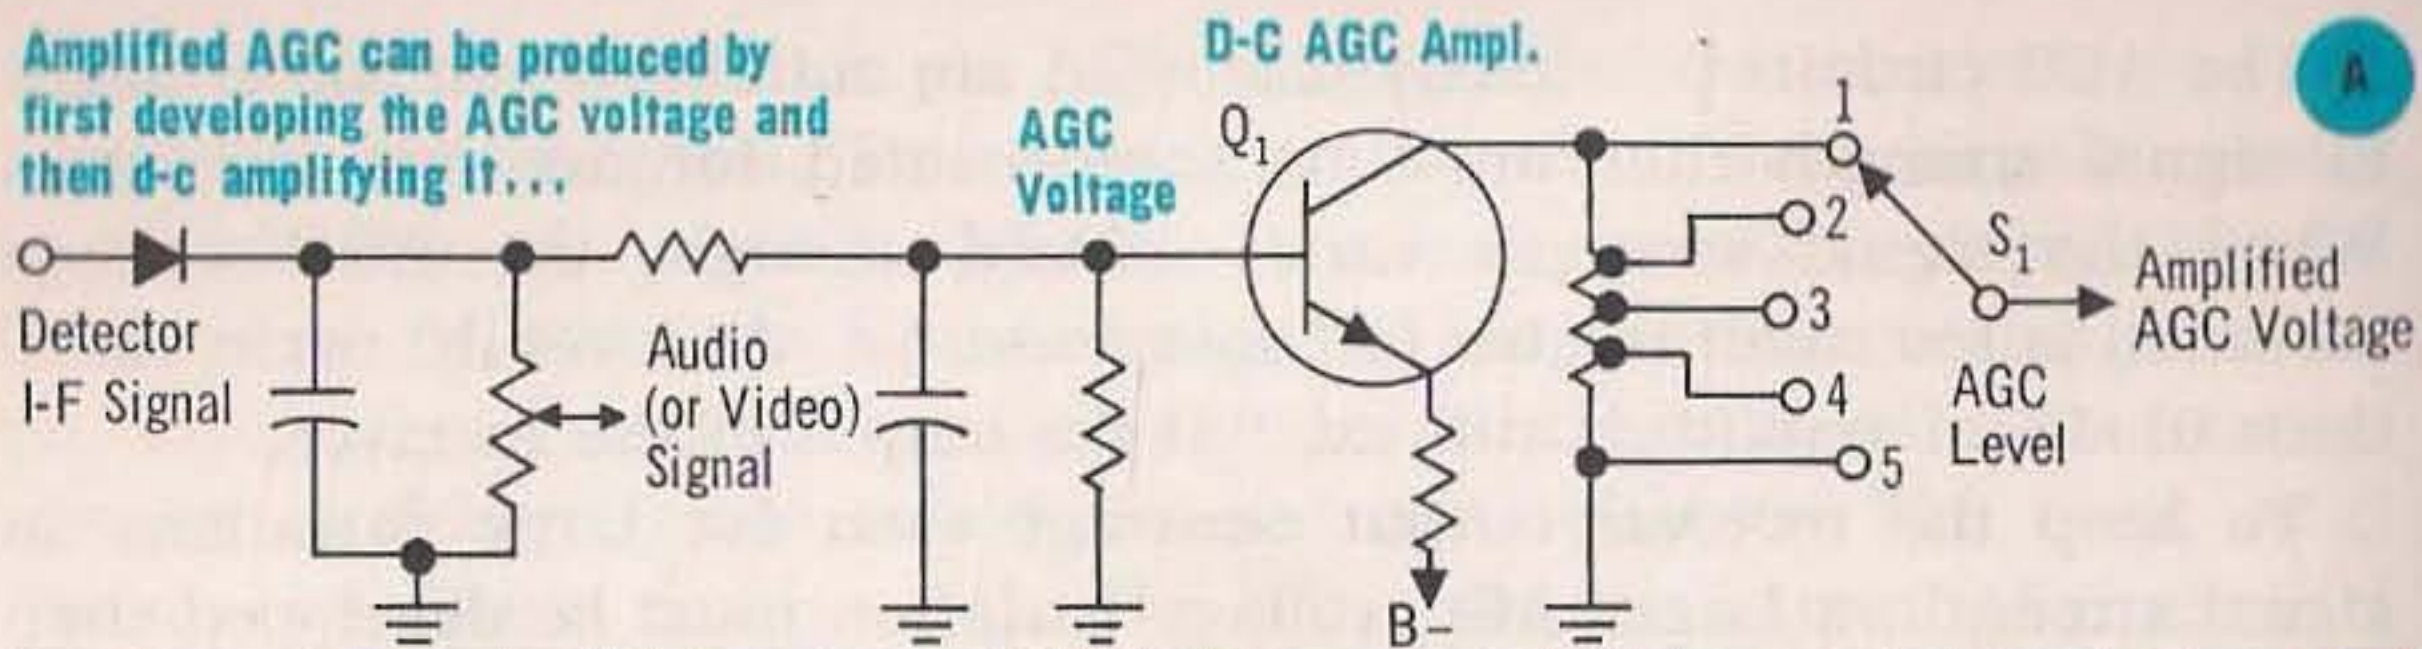 Amplified AGC can be produced by
first developing the AGC voltage and
then d-c amplifying it...
D-C AGC Ampl.
A
AGC
Voltage
Q1
1
2
3
4
5
S1
Amplified
AGC Voltage
AGC
Level
Detector
I-F Signal
Audio
(or Video)
Signal
B-